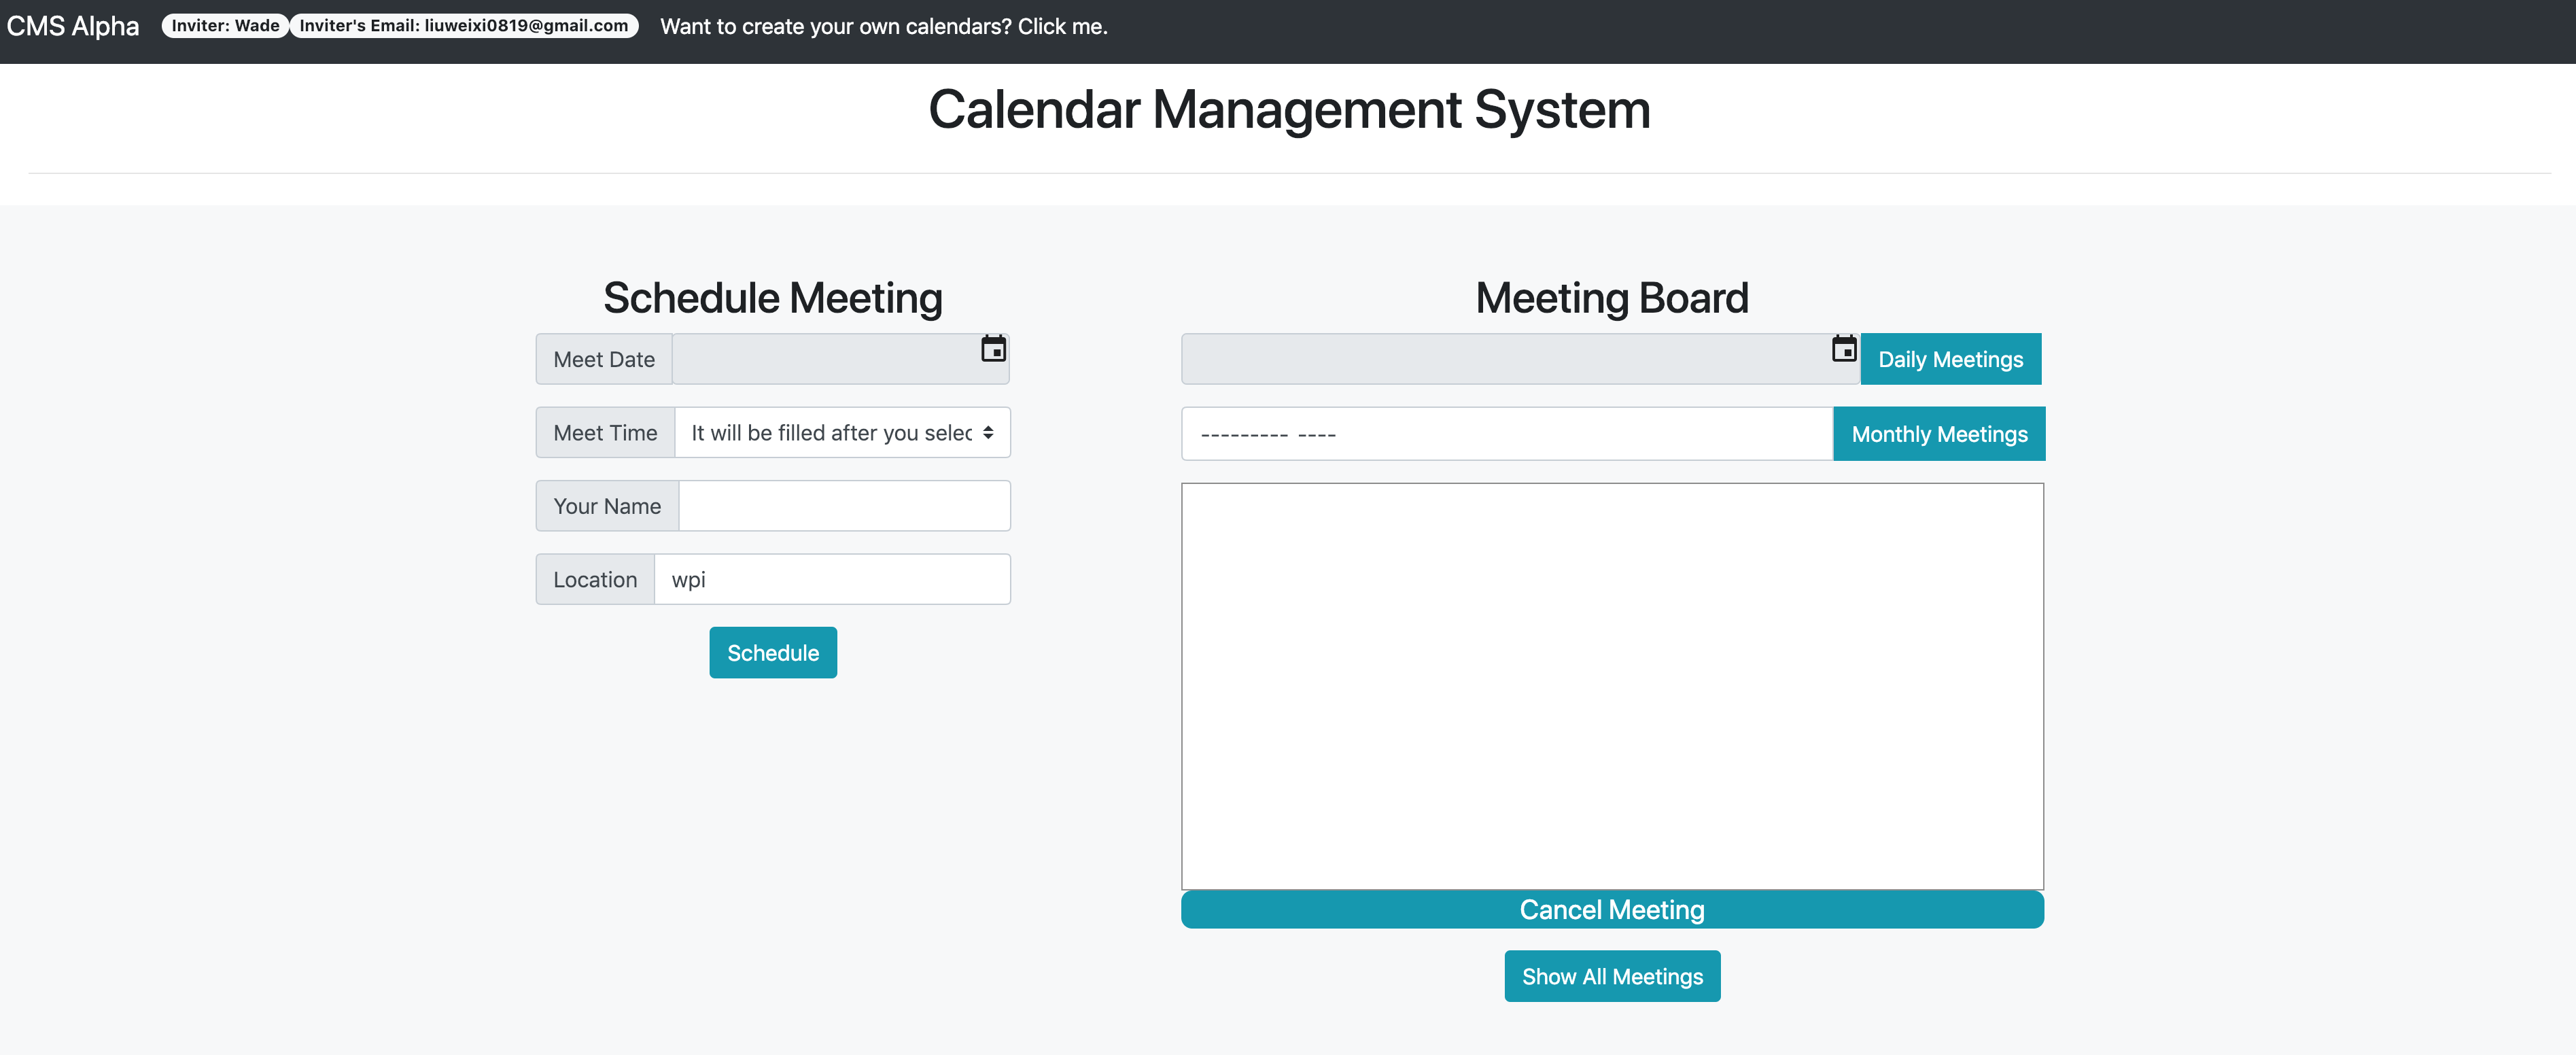 CMS Alpha Inviter: Wade Inviter's Email: liuweixi0819@gmail.com Want to create your own calendars? Click me.
Calendar Management System
Schedule Meeting
Meet Date
Meet Time It will be filled after you selec
Your Name
Location wpi
Schedule
Meeting Board
Daily Meetings
--------- ---- Monthly Meetings
Cancel Meeting
Show All Meetings